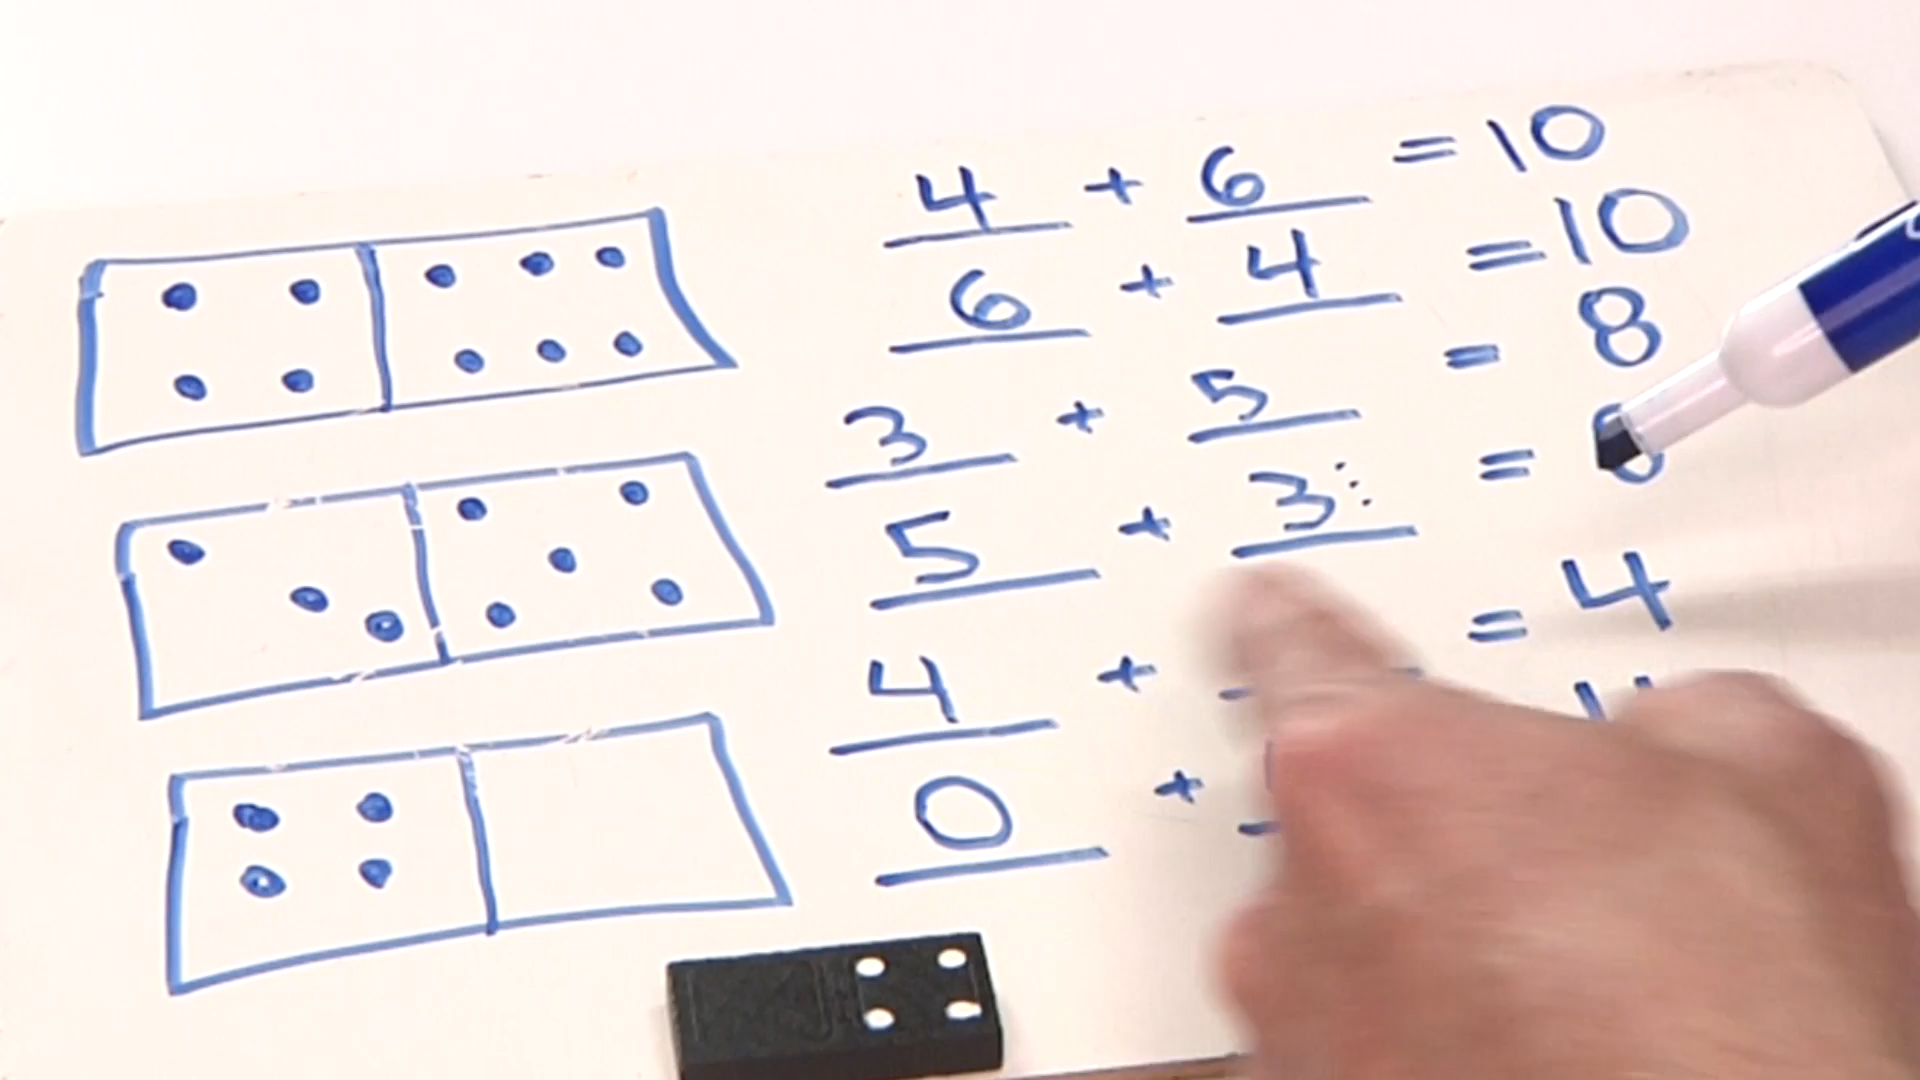 4 + 6 = 10
6 + 4 = 10
3 + 5 = 8
5 + 3 =
4 + = 4
0 +